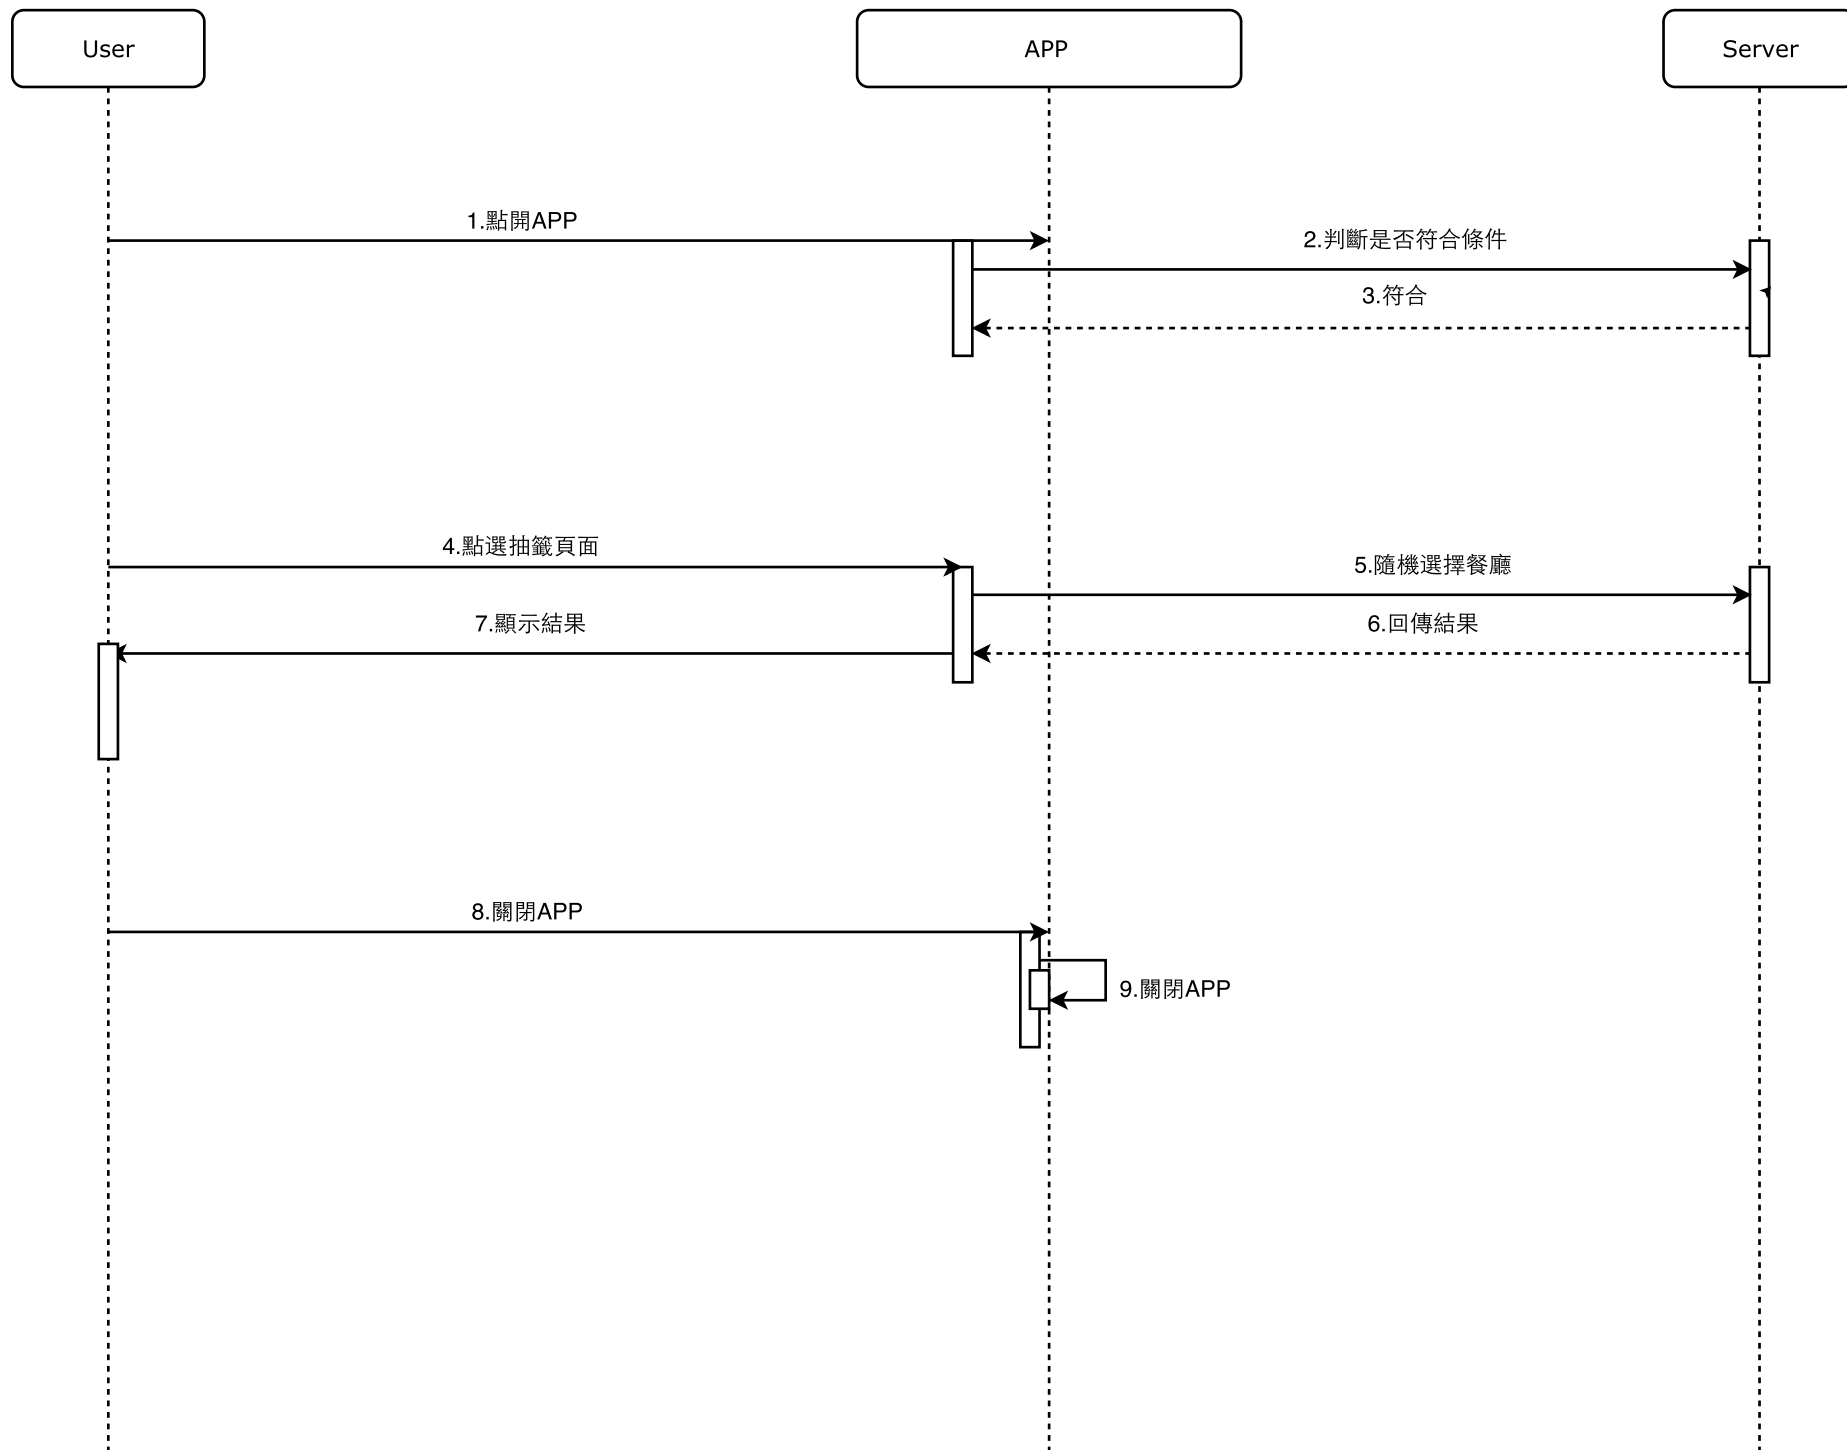 User
APP
Server
1.點開APP
2.判斷是否符合條件
3.符合
4.點選抽籤頁面
5.隨機選擇餐廳
7.顯示結果
6.回傳結果
8.關閉APP
9.關閉APP